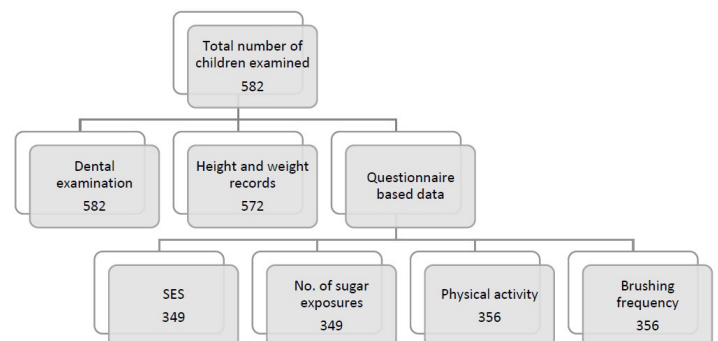 Total number of
children examined
582
Dental
examination
582
Height and weight
records
572
Questionnaire
based data
SES
349
No. of sugar
exposures
349
Physical activity
356
Brushing
frequency
356